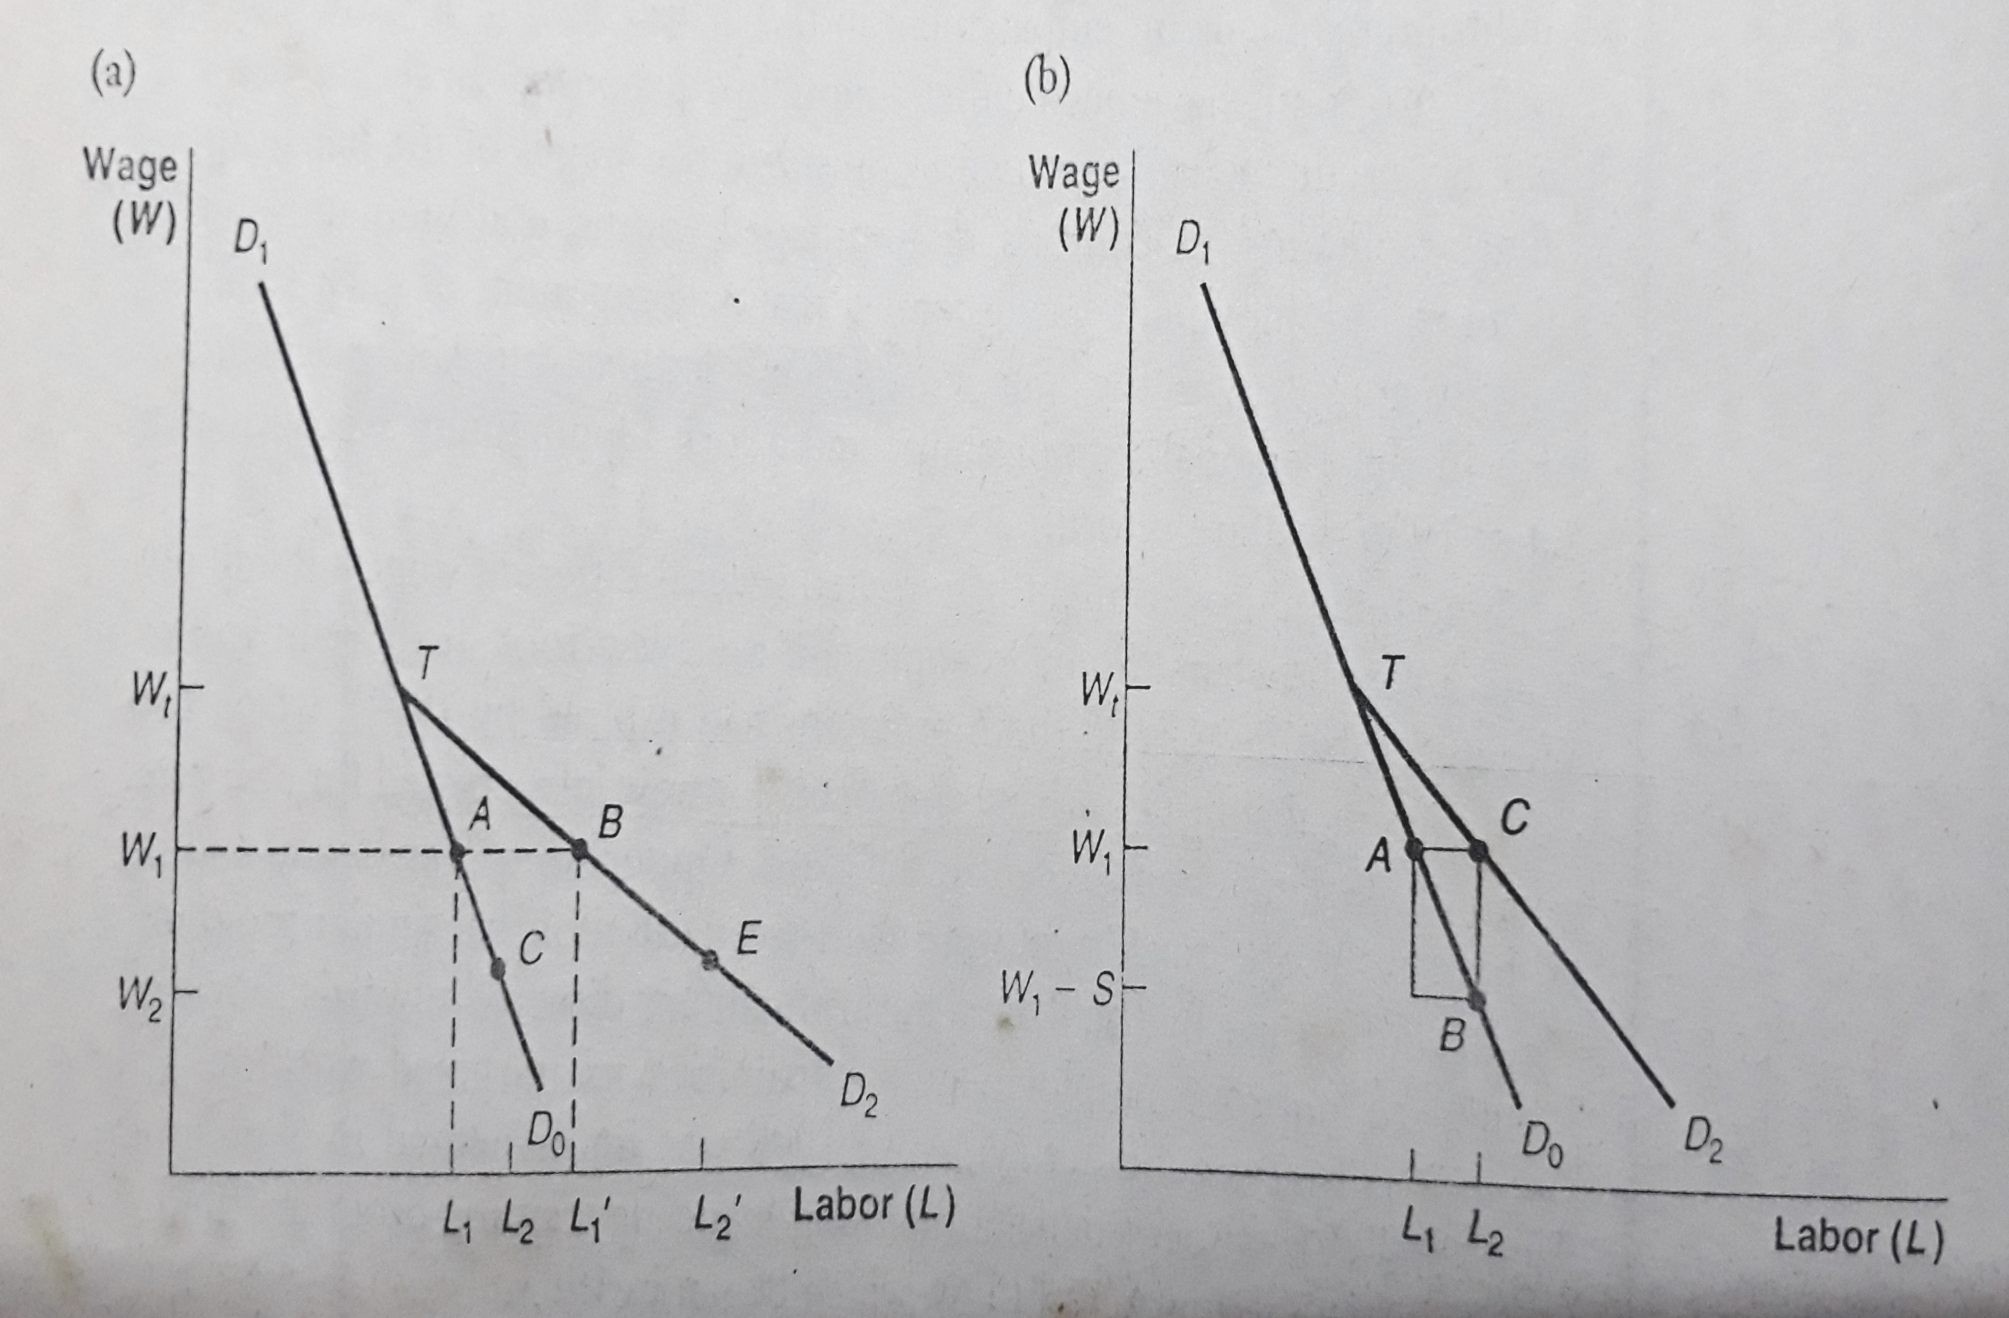 (a)
Wage
(W)
D₁
T
Wₜ
A
B
W₁
C
E
W₂
D₀
D₂
L₁ L₂ L₁′ L₂′ Labor (L)
(b)
Wage
(W)
D₁
T
Wₜ
C
W₁
A
W₁ – S
B
D₀
D₂
L₁ L₂
Labor (L)